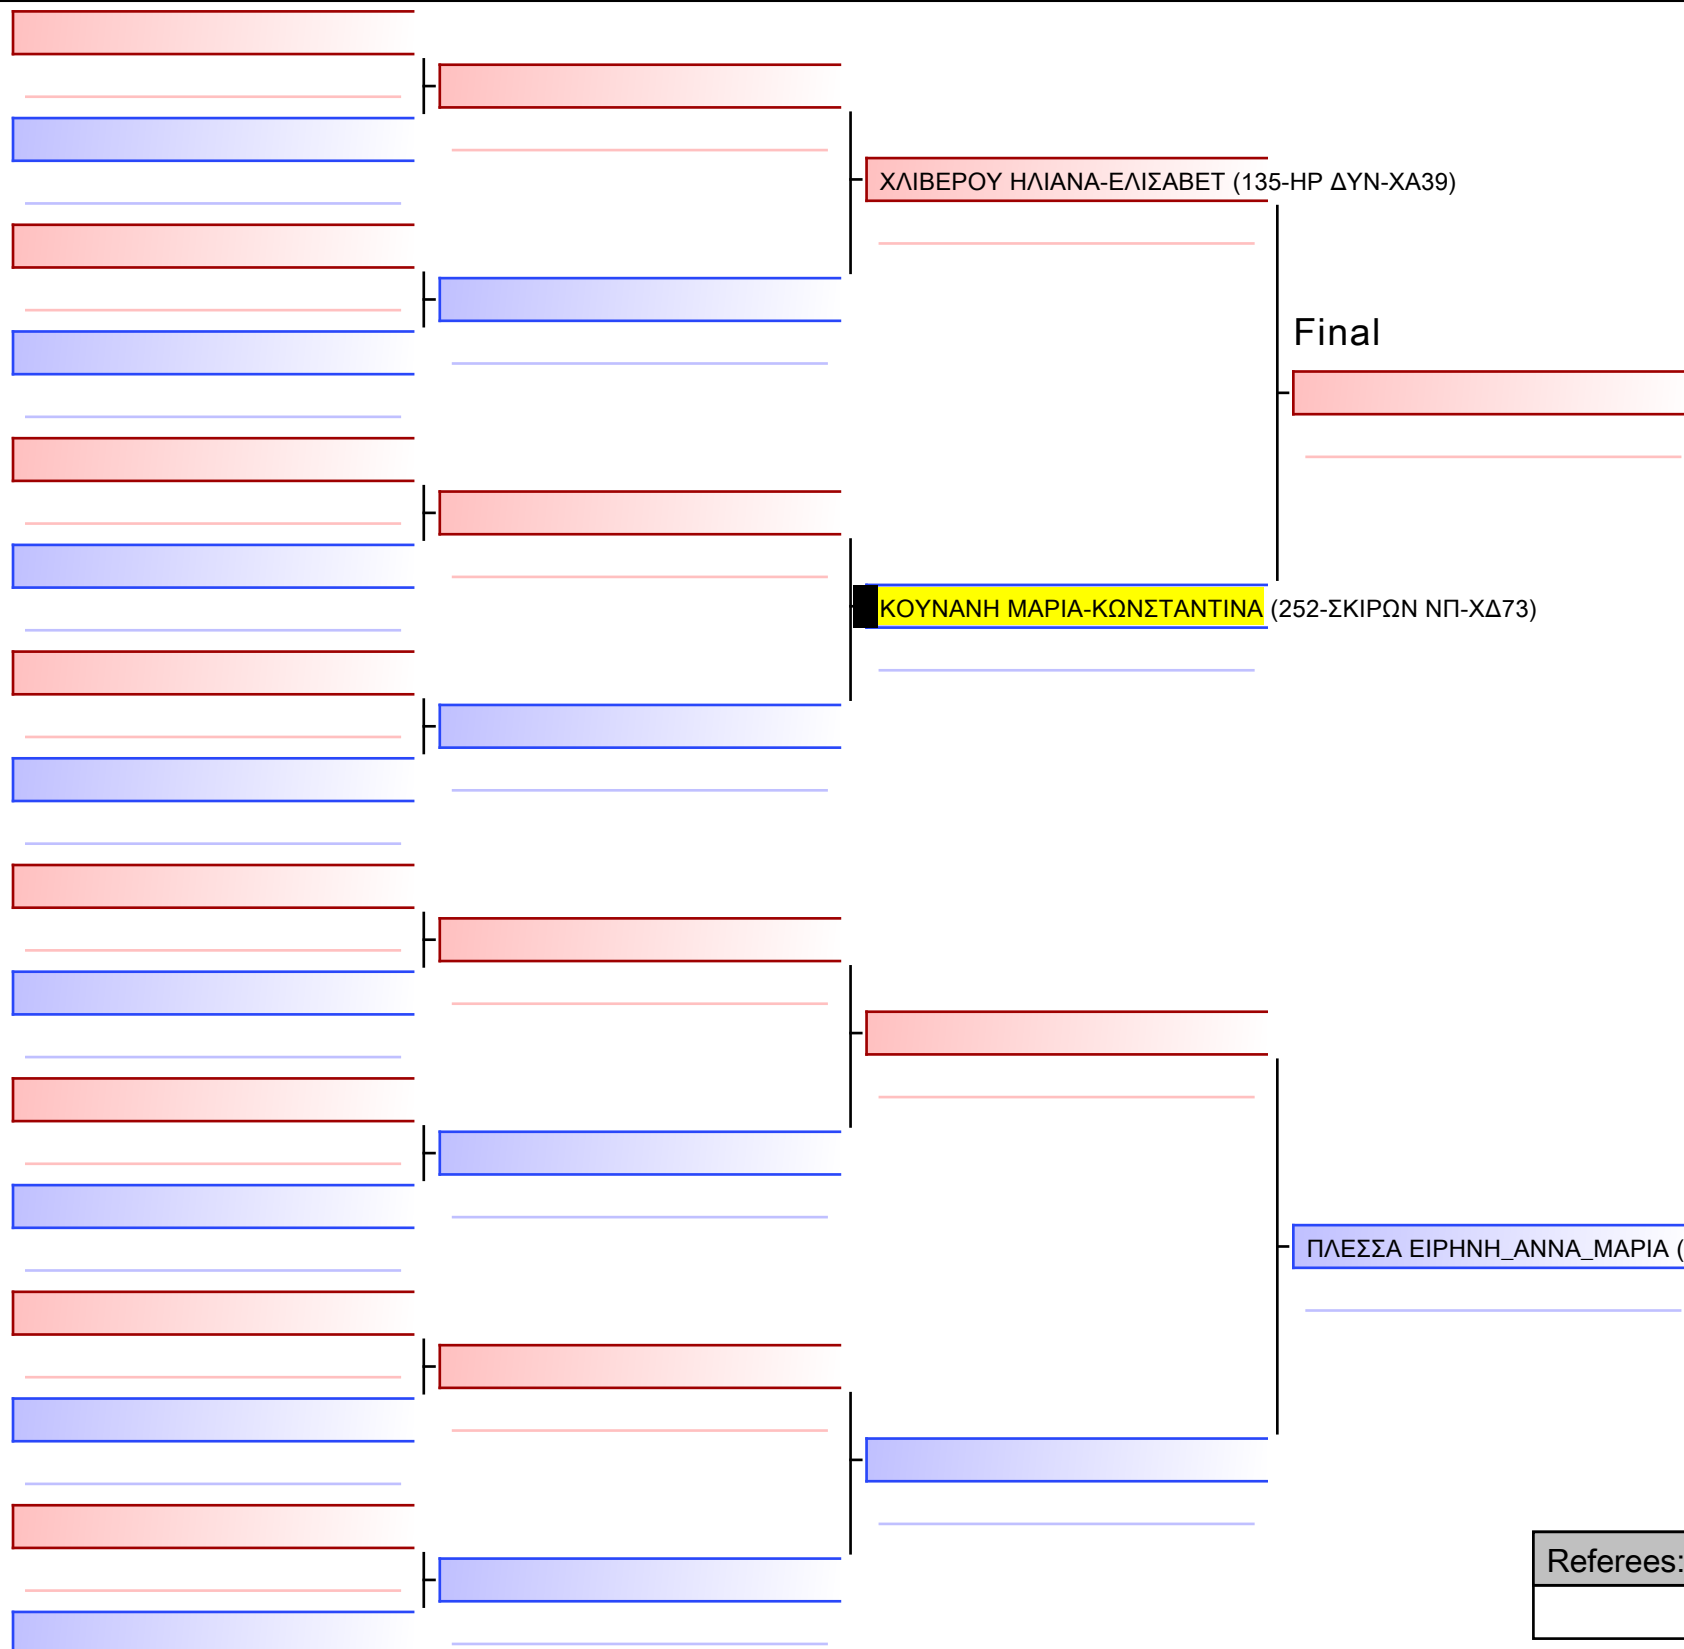 ΧΛΙΒΕΡΟΥ ΗΛΙΑΝΑ-ΕΛΙΣΑΒΕΤ (135-ΗΡ ΔΥΝ-ΧΑ39)
Final
ΚΟΥΝΑΝΗ ΜΑΡΙΑ-ΚΩΝΣΤΑΝΤΙΝΑ (252-ΣΚΙΡΩΝ ΝΠ-ΧΔ73)
ΠΛΕΣΣΑ ΕΙΡΗΝΗ_ΑΝΝΑ_ΜΑΡΙΑ (
Referees: